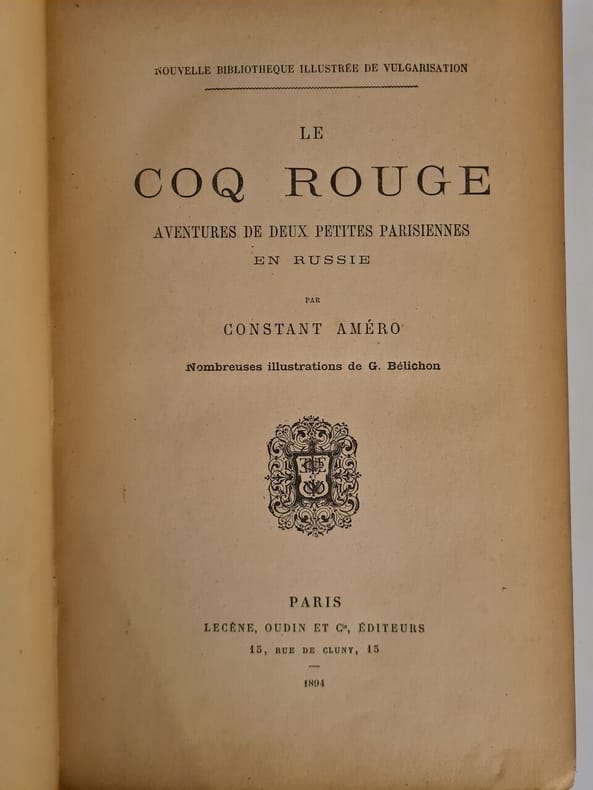 NOUVELLE BIBLIOTHEQUE ILLUSTRÉE DE VULGARISATION
LE
COQ ROUGE
AVENTURES DE DEUX PETITES PARISIENNES
EN RUSSIE
PAR
CONSTANT AMÉRO
Nombreuses illustrations de G. Bélichon
PARIS
LECÈNE, OUDIN ET Cie, ÉDITEURS
15, RUE DE CLUNY, 15
1894